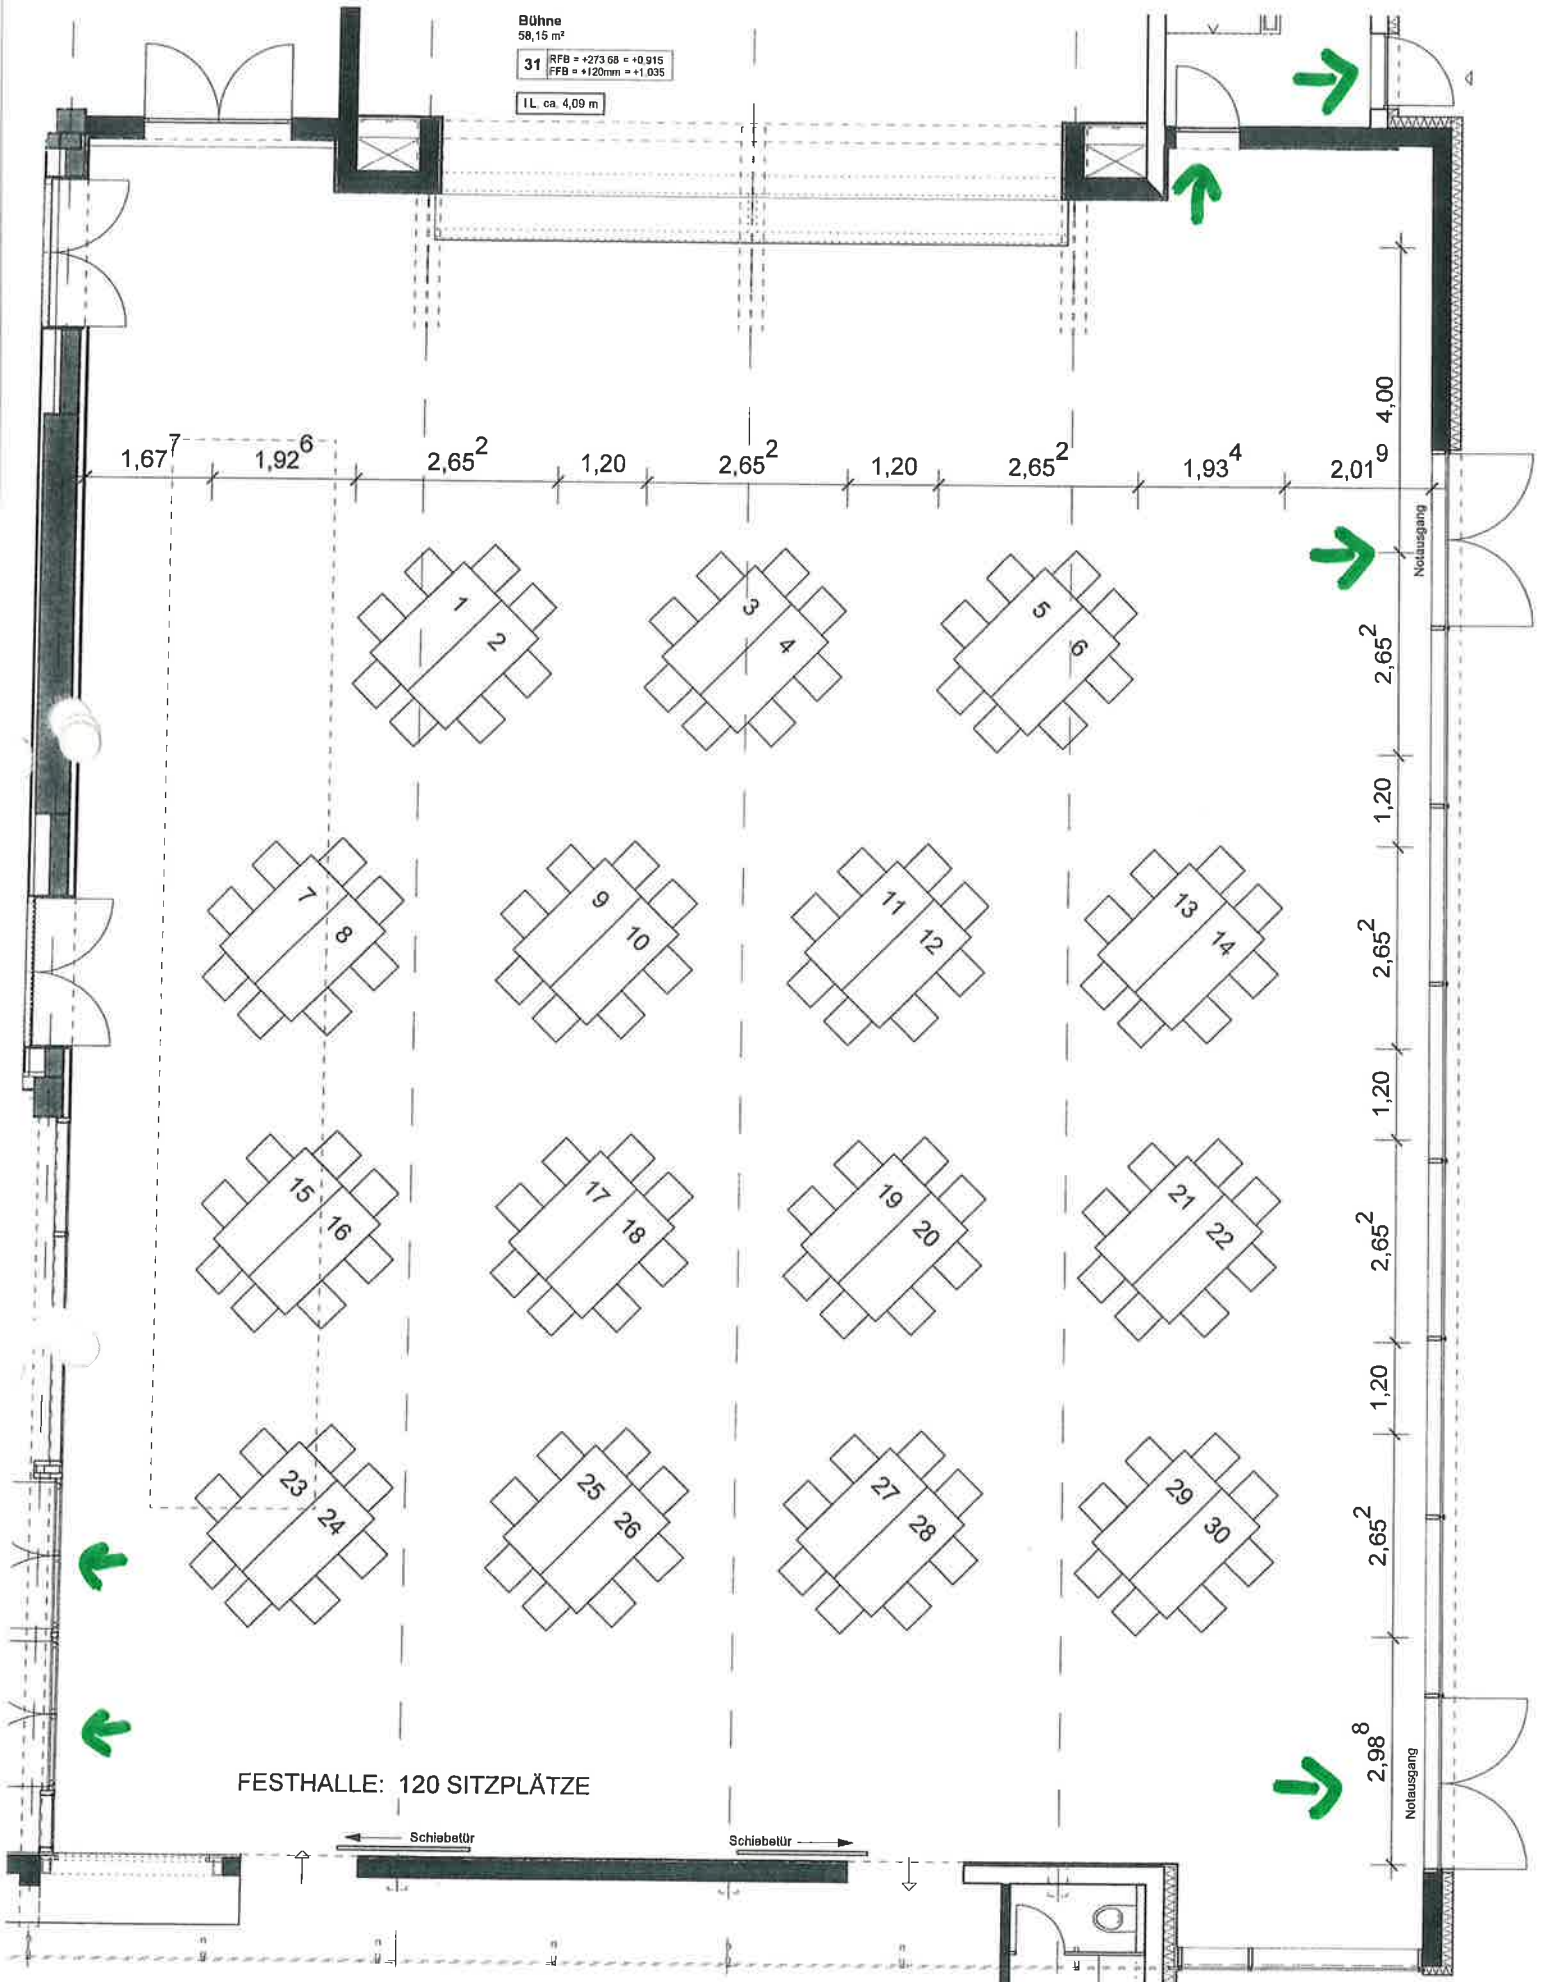 Bühne
58,15 m²
31 RFB = +273.68 = +0,915
FFB = +120mm = +1,035
I.L. ca. 4,09 m
4,00
1,67⁷ 1,92⁶ 2,65² 1,20 2,65² 1,20 2,65² 1,93⁴ 2,01⁹
Notausgang
1 3 5
2 4 6
2,65²
1,20
7 9 11 13
8 10 12 14
2,65²
1,20
15 17 19 21
16 18 20 22
2,65²
1,20
23 25 27 29
24 26 28 30
2,65²
2,98⁸
Notausgang
FESTHALLE: 120 SITZPLÄTZE
Schiebetür Schiebetür